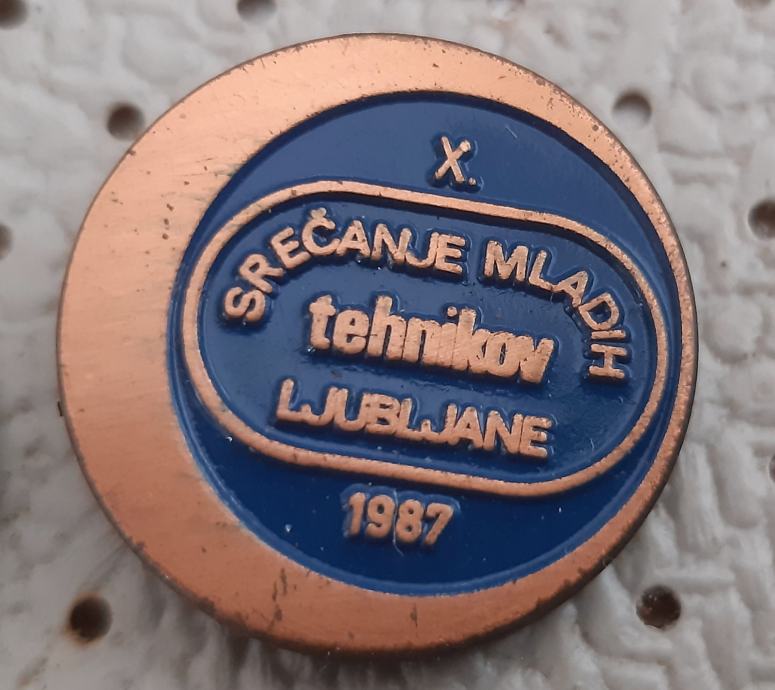 X.
SREČANJE MLADIH
tehnikov
LJUBLJANE
1987